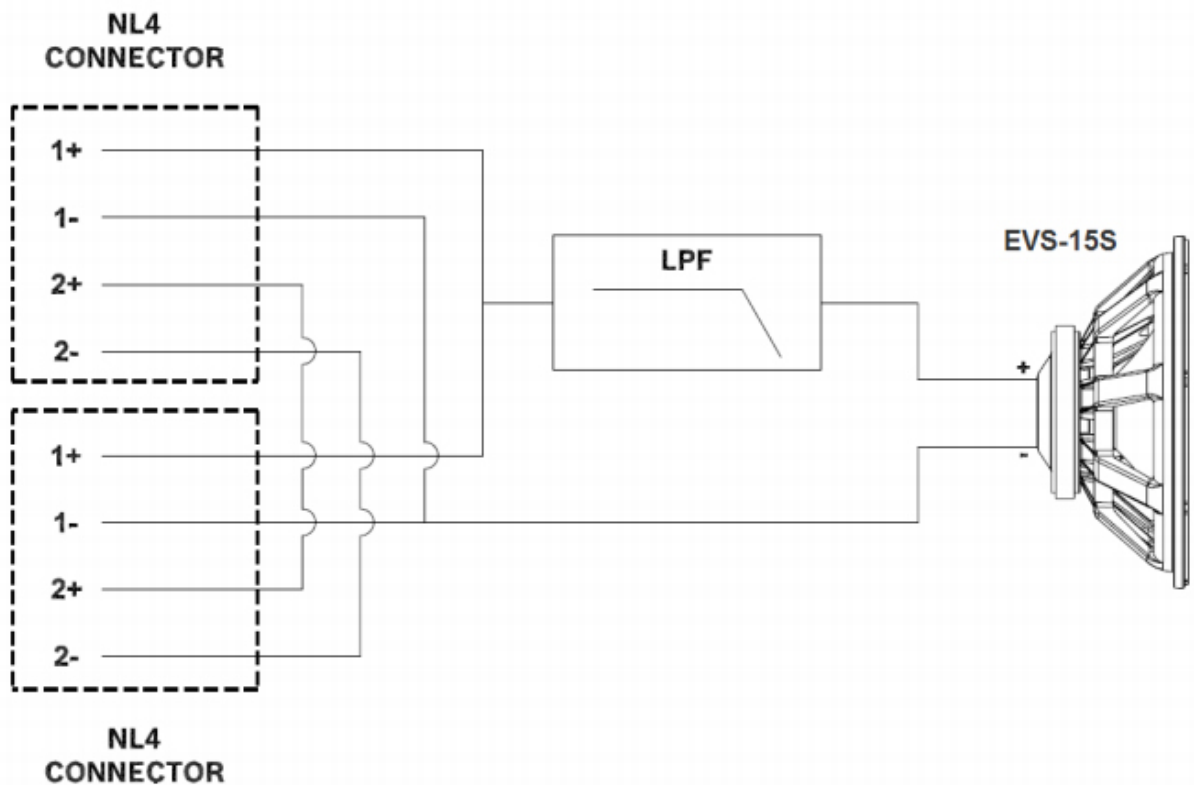 NL4
CONNECTOR
1+
1-
2+
2-
1+
1-
2+
2-
NL4
CONNECTOR
LPF
EVS-15S
+
-